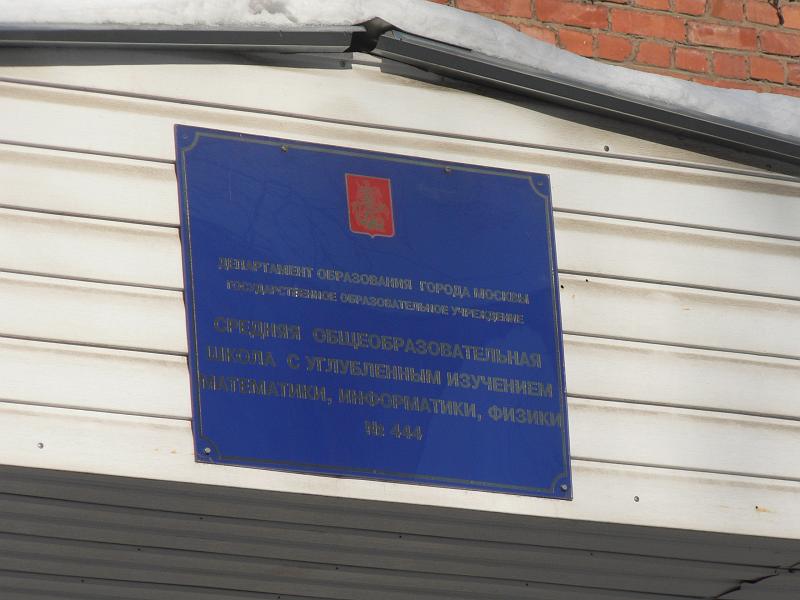 ДЕПАРТАМЕНТ ОБРАЗОВАНИЯ ГОРОДА МОСКВЫ
ГОСУДАРСТВЕННОЕ ОБРАЗОВАТЕЛЬНОЕ УЧРЕЖДЕНИЕ
СРЕДНЯЯ ОБЩЕОБРАЗОВАТЕЛЬНАЯ
ШКОЛА С УГЛУБЛЕННЫМ ИЗУЧЕНИЕМ
МАТЕМАТИКИ, ИНФОРМАТИКИ, ФИЗИКИ
№ 444